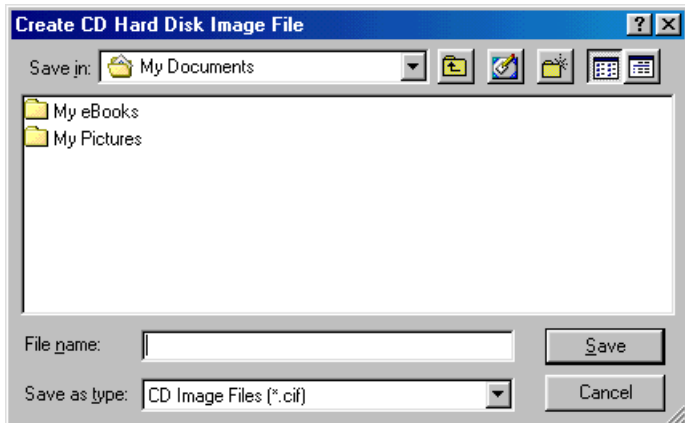 Create CD Hard Disk Image File
Save in: My Documents
My eBooks
My Pictures
File name: Save
Save as type: CD Image Files (*.cif) Cancel